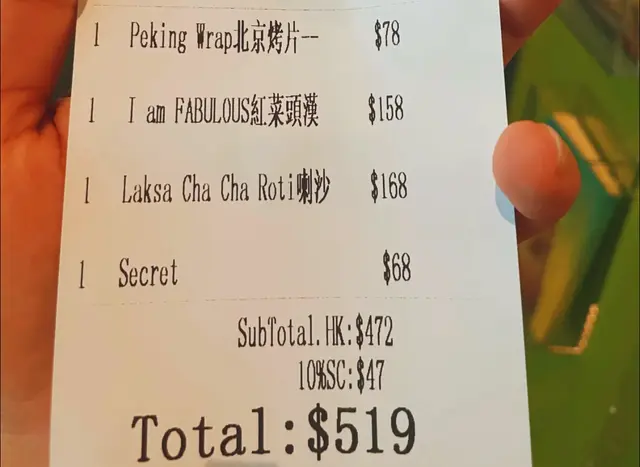 1 Peking Wrap北京烤片-- $78
1 I am FABULOUS紅菜頭漢 $158
1 Laksa Cha Cha Roti喇沙 $168
1 Secret $68
SubTotal.HK:$472
10%SC:$47
Total:$519